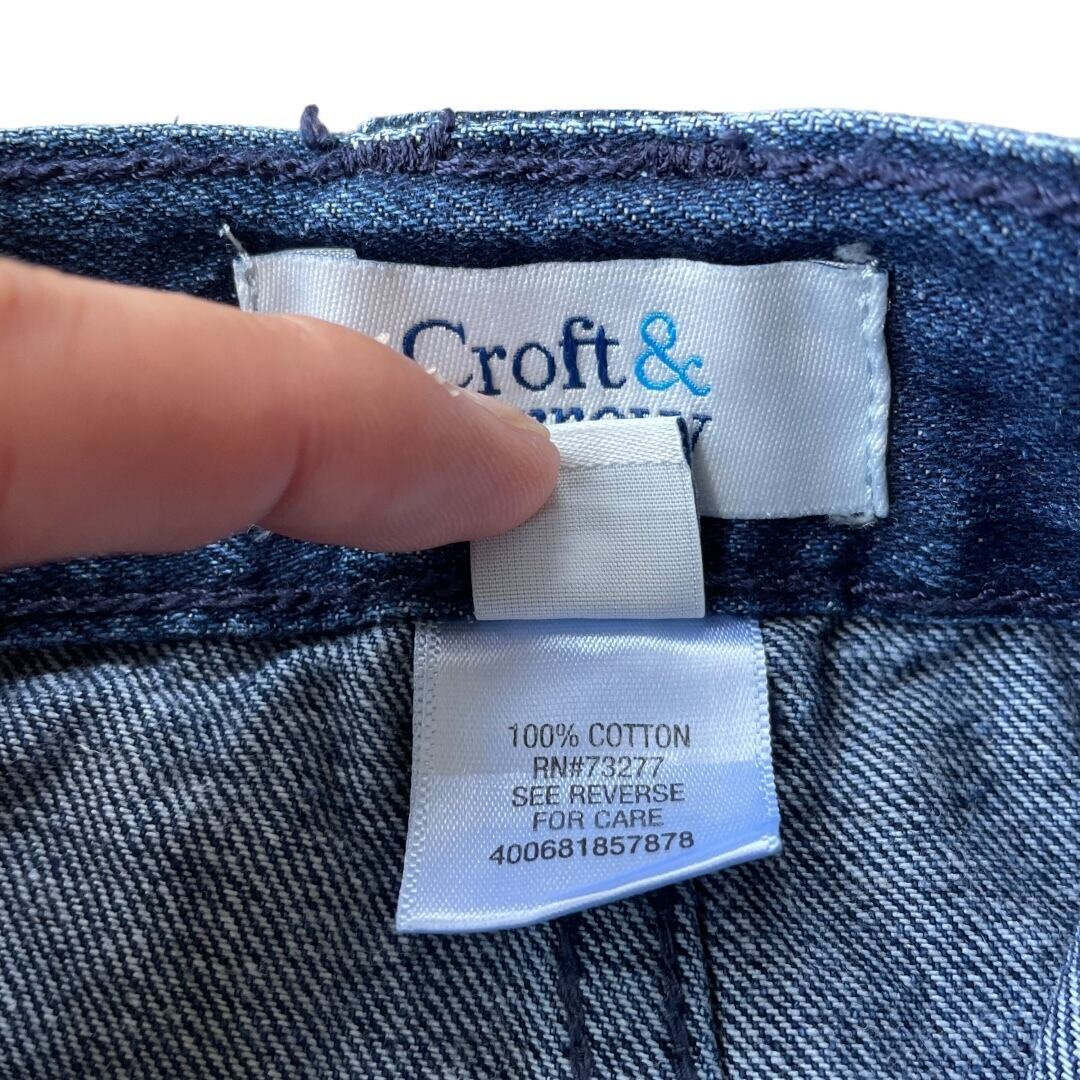 Croft&
100% COTTON
RN#73277
SEE REVERSE
FOR CARE
400681857878